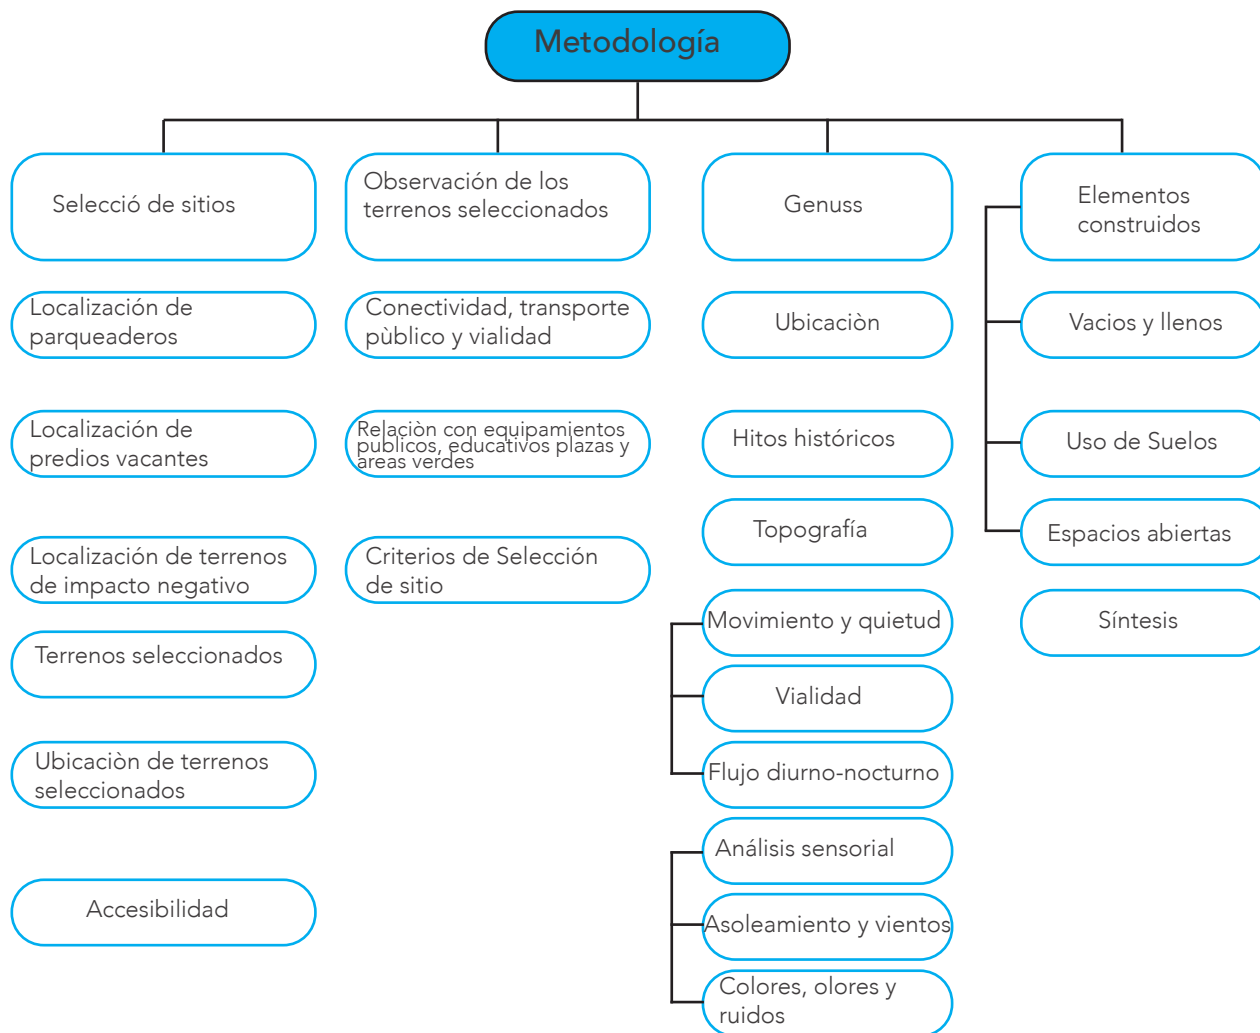 Metodología
Selecció de sitios
Localización de
parqueaderos
Localización de
predios vacantes
Localización de terrenos
de impacto negativo
Terrenos seleccionados
Ubicaciòn de terrenos
seleccionados
Accesibilidad
Observación de los
terrenos seleccionados
Conectividad, transporte
pùblico y vialidad
Relaciòn con equipamientos
publicos, educativos plazas y
areas verdes
Criterios de Selección
de sitio
Genuss
Ubicaciòn
Hitos históricos
Topografía
Movimiento y quietud
Vialidad
Flujo diurno-nocturno
Análisis sensorial
Asoleamiento y vientos
Colores, olores y
ruidos
Elementos
construidos
Vacios y llenos
Uso de Suelos
Espacios abiertas
Síntesis